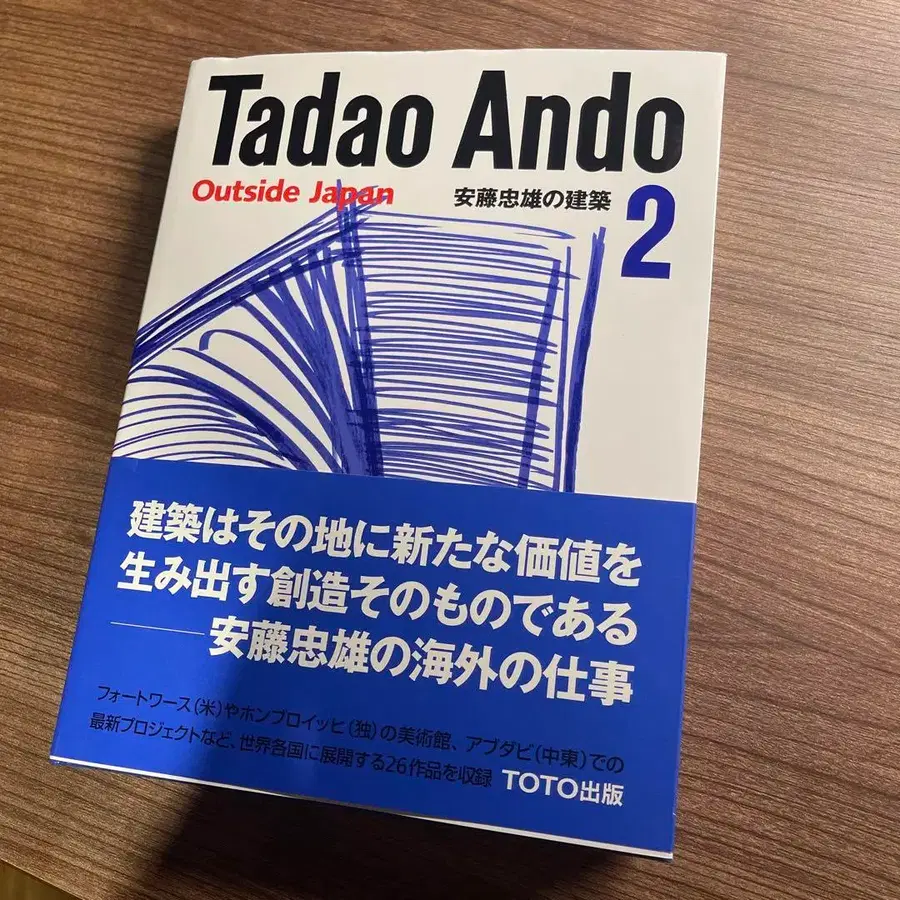 Tadao Ando
Outside Japan
安藤忠雄の建築 2
建築はその地に新たな価値を
生み出す創造そのものである
——安藤忠雄の海外の仕事
フォートワース(米)やホンブロイッヒ(独)の美術館、アブダビ(中東)での
最新プロジェクトなど、世界各国に展開する26作品を収録
TOTO出版